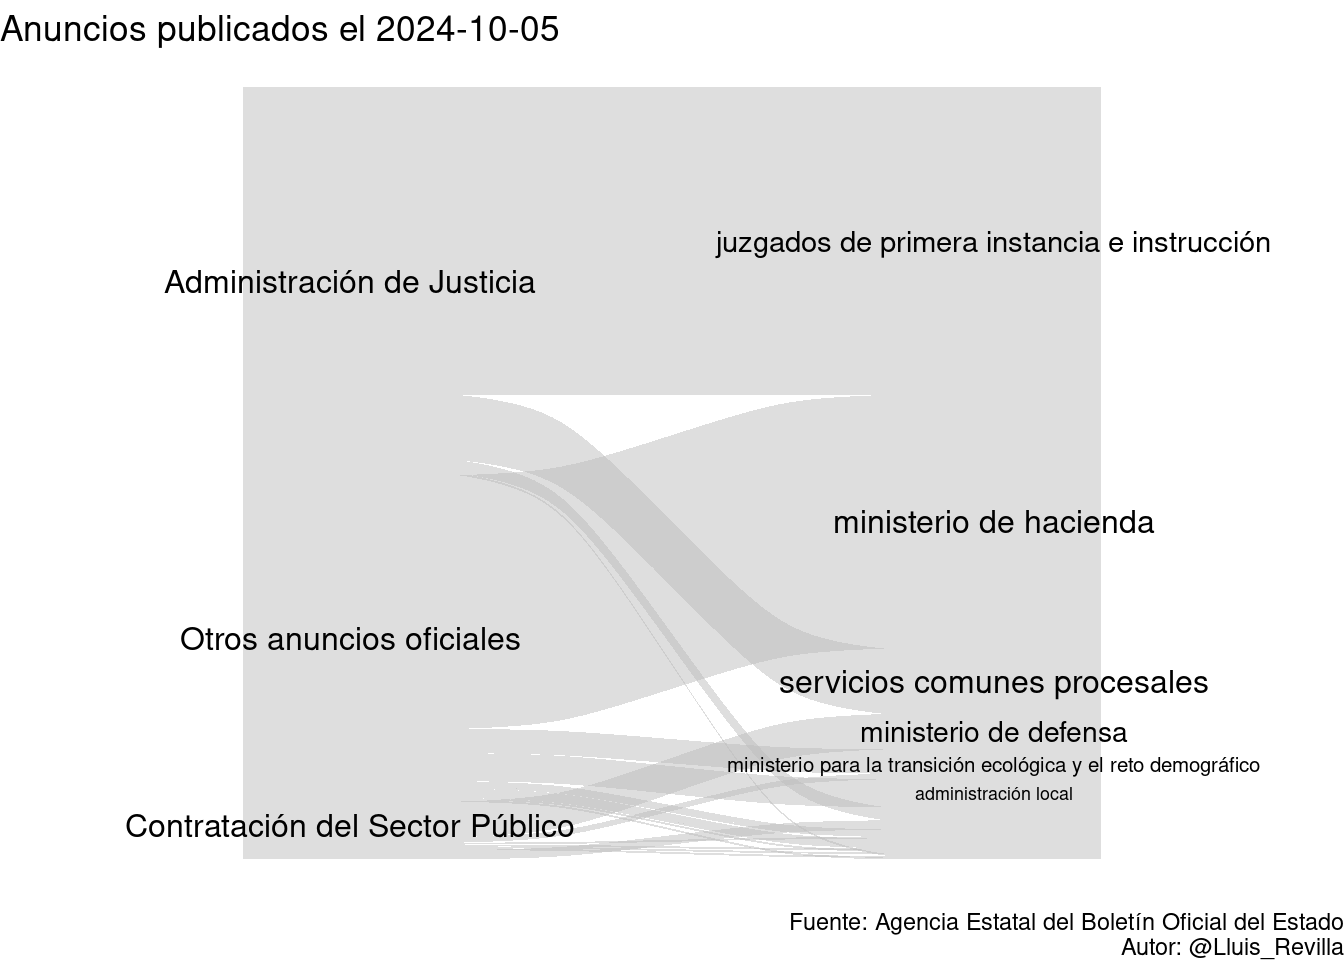 Anuncios publicados el 2024-10-05
juzgados de primera instancia e instrucción
Administración de Justicia
ministerio de hacienda
Otros anuncios oficiales
servicios comunes procesales
ministerio de defensa
ministerio para la transición ecológica y el reto demográfico
administración local
Contratación del Sector Público
Fuente: Agencia Estatal del Boletín Oficial del Estado
Autor: @Lluis_Revilla